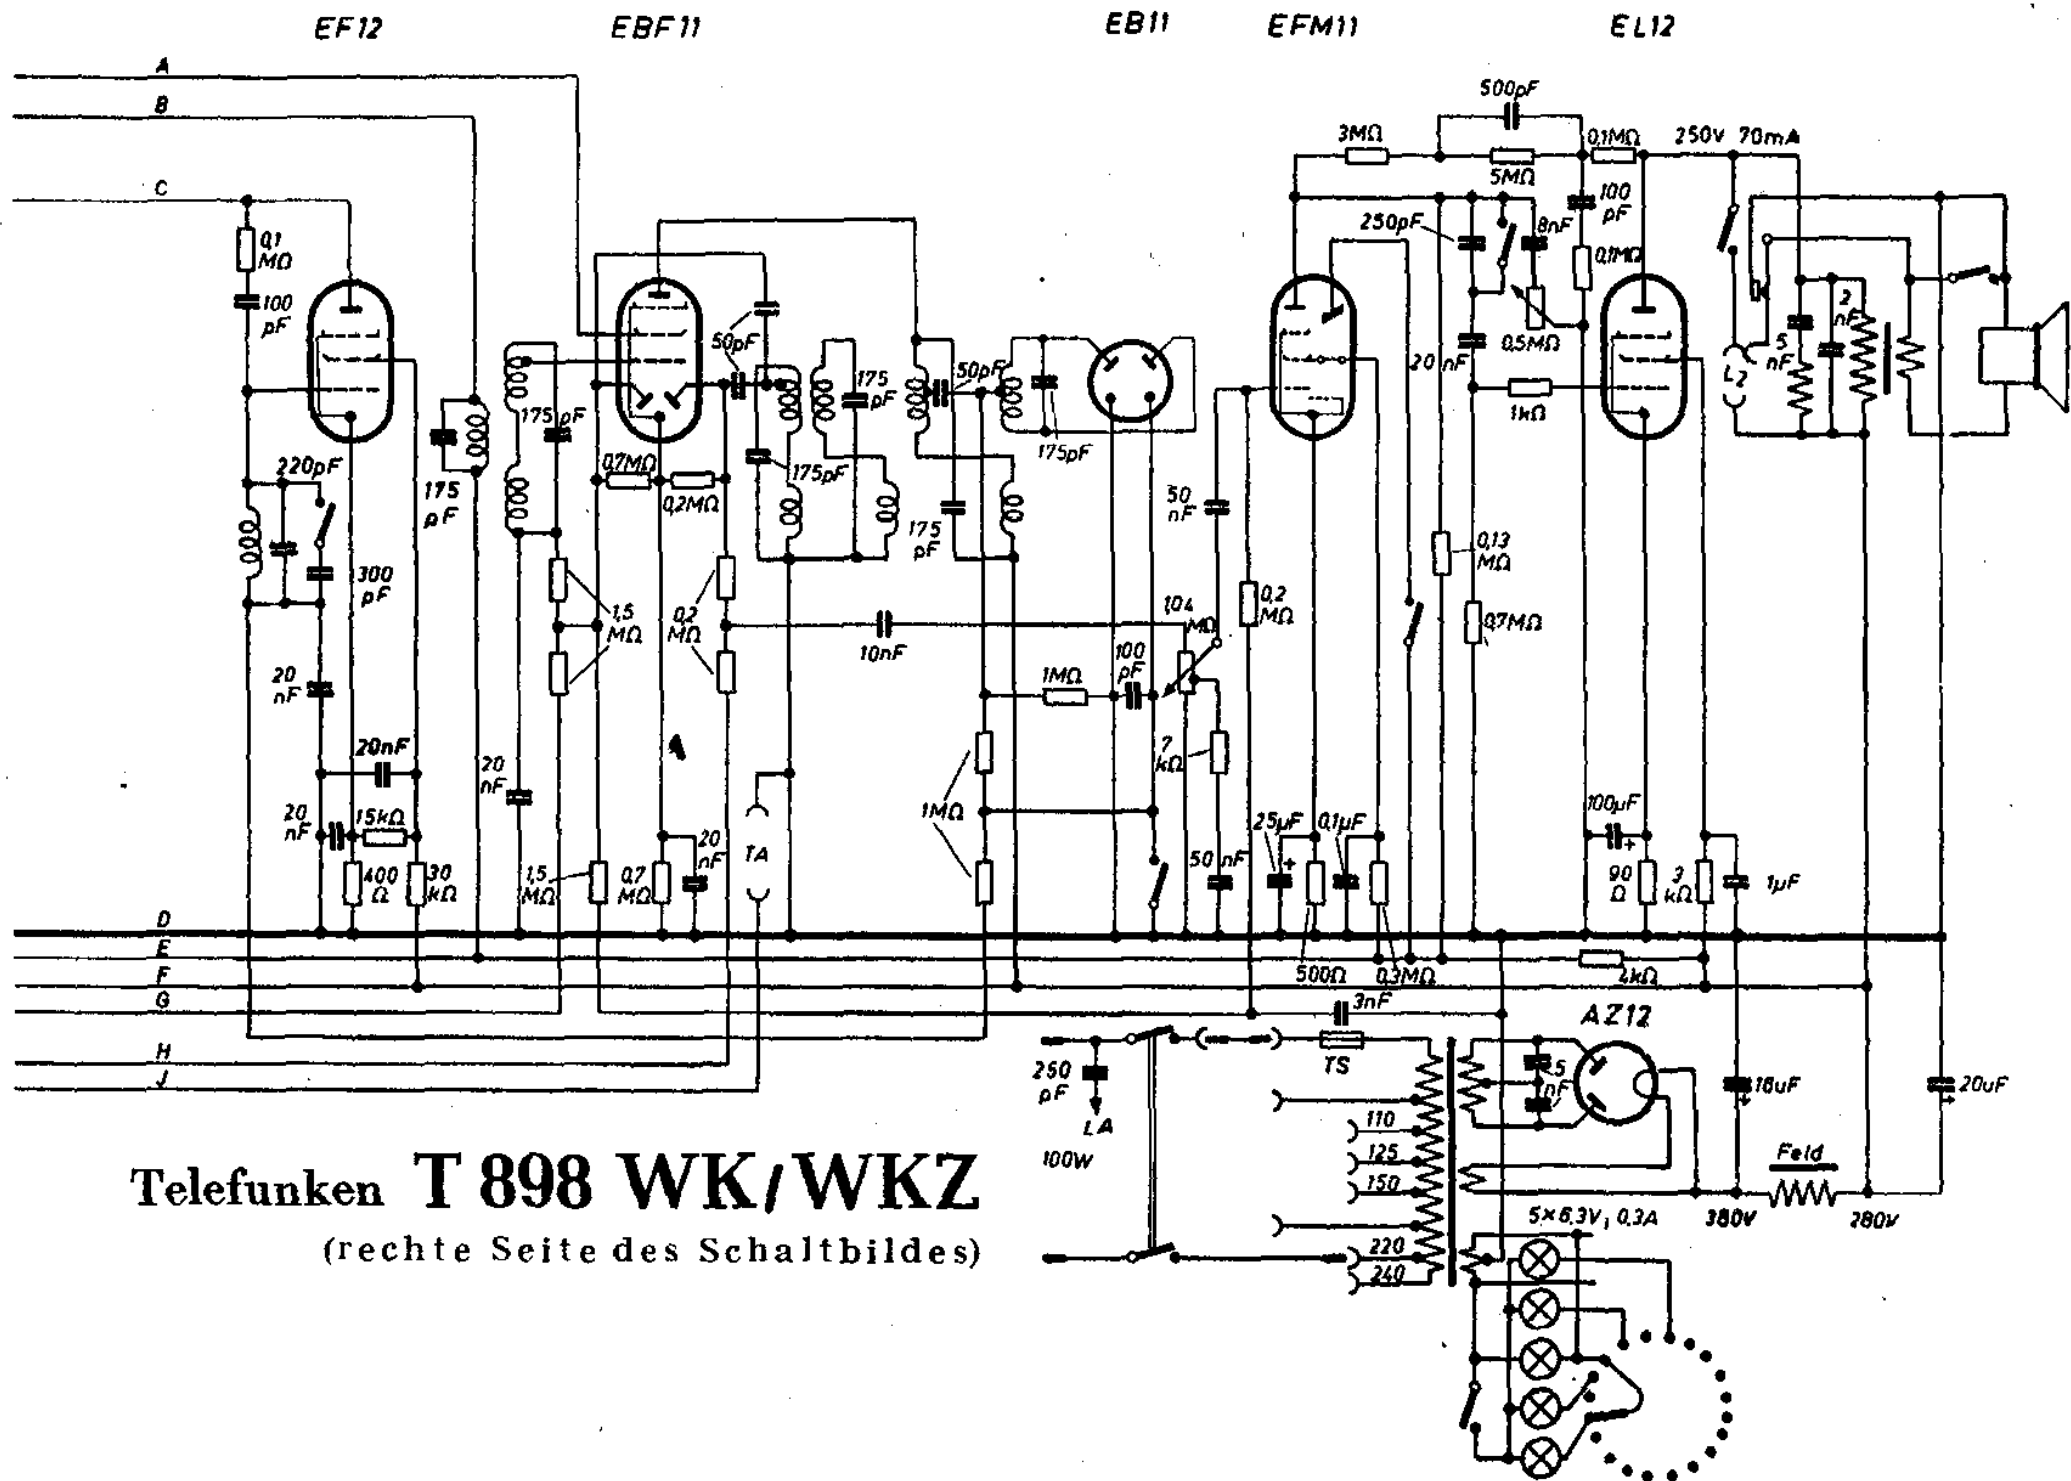 EF12 EBF11 EB11 EFM11 EL12
A
B
C
500pF
3MΩ
0,1MΩ
250V 70mA
5MΩ
100
pF
250pF
8nF
0,1MΩ
0,1
MΩ
100
pF
50pF
175
pF
50pF
20 nF
0,5MΩ
2
nF
5
nF
L2
1kΩ
175 pF
175pF
220pF
175
pF
0,7MΩ
0,2MΩ
175pF
175
pF
50
nF
300
pF
0,13
MΩ
1,5
MΩ
0,2
MΩ
10nF
1,04
MΩ
0,2
MΩ
0,7MΩ
20
nF
1MΩ
100
pF
20nF
20
nF
7
kΩ
20
nF
15kΩ
1MΩ
25µF
+
0,1µF
100µF
+
400
Ω
30
kΩ
1,5
MΩ
0,7
MΩ
20
nF
TA
50 nF
90
Ω
3
kΩ
1µF
D
E
F
G
H
J
500Ω
0,3MΩ
4kΩ
3nF
AZ12
250
pF
LA
100W
TS
5
nF
16uF
+
20uF
+
110
125
150
220
240
Feld
5×6,3V; 0,3A
380V
280V
Telefunken T 898 WK/WKZ
(rechte Seite des Schaltbildes)